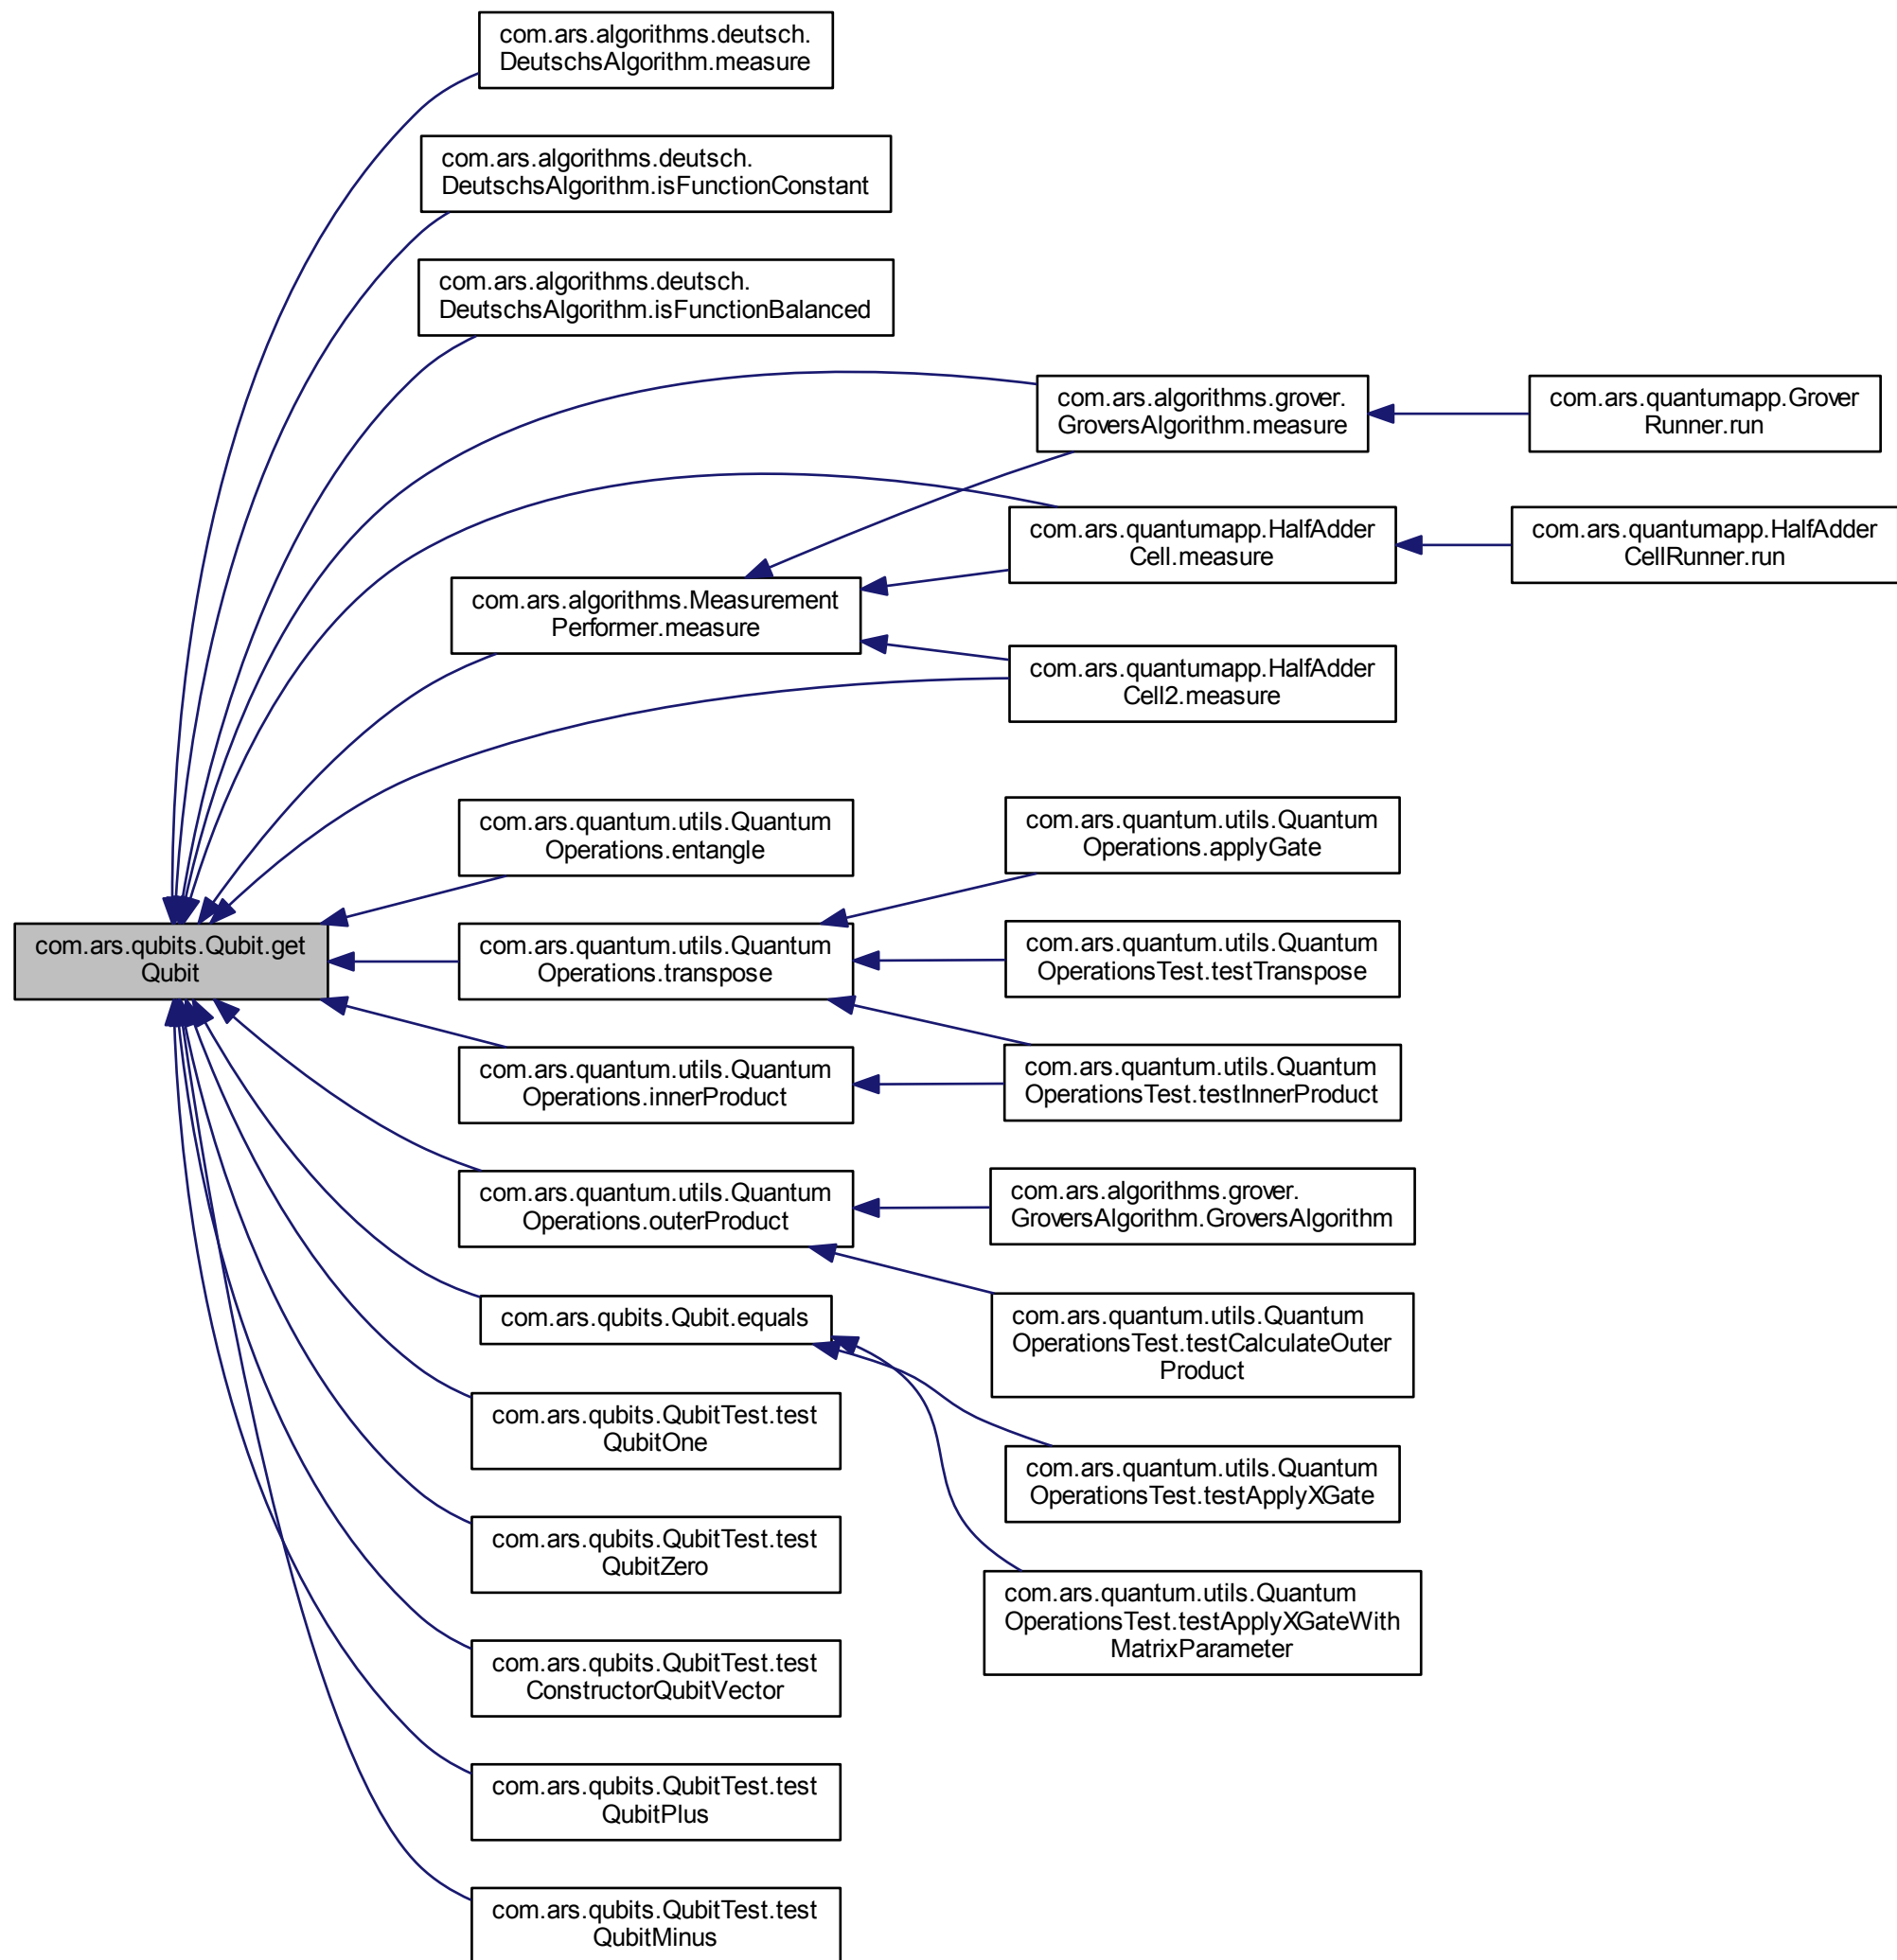 com.ars.algorithms.deutsch.
DeutschsAlgorithm.measure
com.ars.algorithms.deutsch.
DeutschsAlgorithm.isFunctionConstant
com.ars.algorithms.deutsch.
DeutschsAlgorithm.isFunctionBalanced
com.ars.algorithms.grover.
GroversAlgorithm.measure
com.ars.quantumapp.Grover
Runner.run
com.ars.quantumapp.HalfAdder
Cell.measure
com.ars.quantumapp.HalfAdder
CellRunner.run
com.ars.algorithms.Measurement
Performer.measure
com.ars.quantumapp.HalfAdder
Cell2.measure
com.ars.quantum.utils.Quantum
Operations.entangle
com.ars.quantum.utils.Quantum
Operations.applyGate
com.ars.qubits.Qubit.get
Qubit
com.ars.quantum.utils.Quantum
Operations.transpose
com.ars.quantum.utils.Quantum
OperationsTest.testTranspose
com.ars.quantum.utils.Quantum
Operations.innerProduct
com.ars.quantum.utils.Quantum
OperationsTest.testInnerProduct
com.ars.quantum.utils.Quantum
Operations.outerProduct
com.ars.algorithms.grover.
GroversAlgorithm.GroversAlgorithm
com.ars.qubits.Qubit.equals
com.ars.quantum.utils.Quantum
OperationsTest.testCalculateOuter
Product
com.ars.qubits.QubitTest.test
QubitOne
com.ars.quantum.utils.Quantum
OperationsTest.testApplyXGate
com.ars.qubits.QubitTest.test
QubitZero
com.ars.quantum.utils.Quantum
OperationsTest.testApplyXGateWith
MatrixParameter
com.ars.qubits.QubitTest.test
ConstructorQubitVector
com.ars.qubits.QubitTest.test
QubitPlus
com.ars.qubits.QubitTest.test
QubitMinus